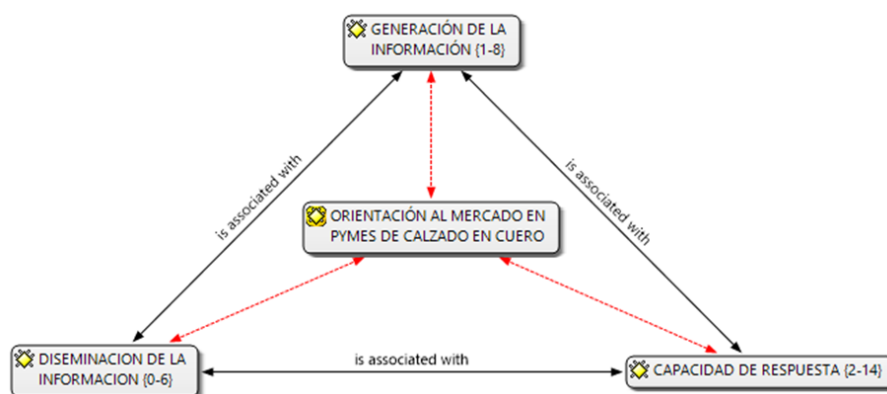 GENERACIÓN DE LA
INFORMACIÓN {1-8}
is associated with
is associated with
ORIENTACIÓN AL MERCADO EN
PYMES DE CALZADO EN CUERO
DISEMINACION DE LA
INFORMACION {0-6}
is associated with
CAPACIDAD DE RESPUESTA {2-14}